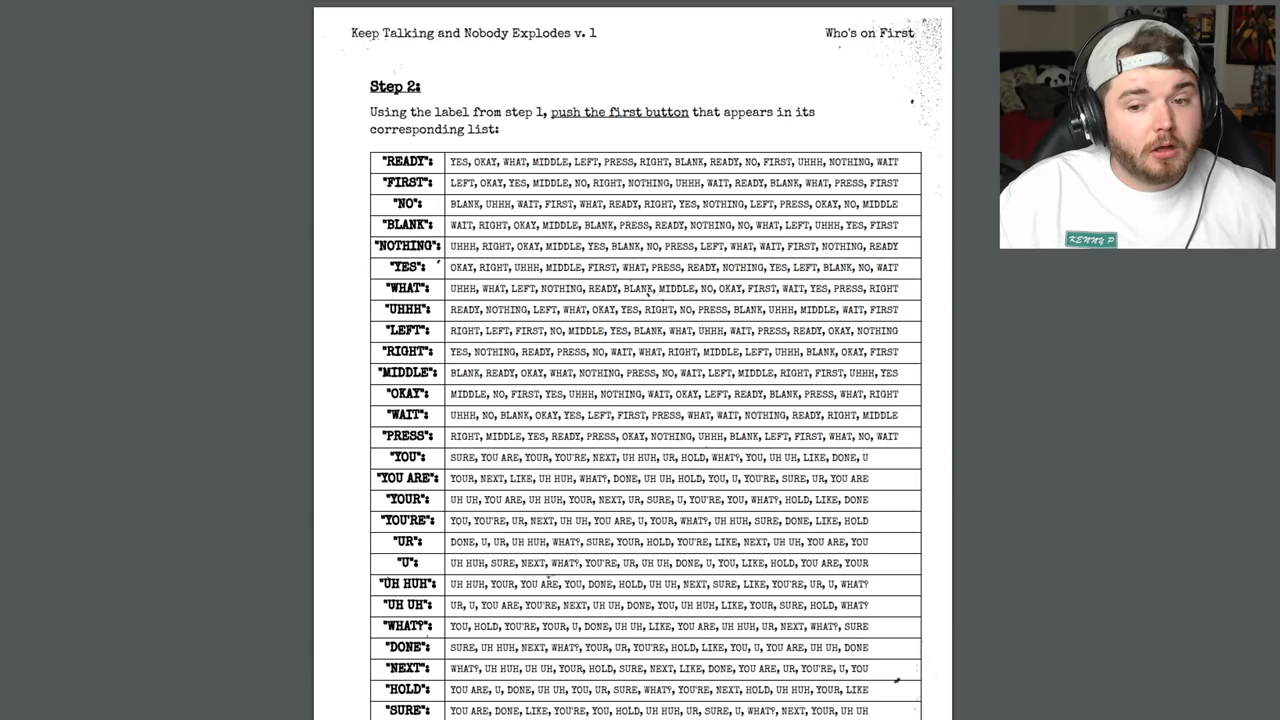 Keep Talking and Nobody Explodes v. 1
Who's on First
Step 2:
Using the label from step 1, push the first button that appears in its
corresponding list:
"READY": YES, OKAY, WHAT, MIDDLE, LEFT, PRESS, RIGHT, BLANK, READY, NO, FIRST, UHHH, NOTHING, WAIT
"FIRST": LEFT, OKAY, YES, MIDDLE, NO, RIGHT, NOTHING, UHHH, WAIT, READY, BLANK, WHAT, PRESS, FIRST
"NO": BLANK, UHHH, WAIT, FIRST, WHAT, READY, RIGHT, YES, NOTHING, LEFT, PRESS, OKAY, NO, MIDDLE
"BLANK": WAIT, RIGHT, OKAY, MIDDLE, BLANK, PRESS, READY, NOTHING, NO, WHAT, LEFT, UHHH, YES, FIRST
"NOTHING": UHHH, RIGHT, OKAY, MIDDLE, YES, BLANK, NO, PRESS, LEFT, WHAT, WAIT, FIRST, NOTHING, READY
"YES": OKAY, RIGHT, UHHH, MIDDLE, FIRST, WHAT, PRESS, READY, NOTHING, YES, LEFT, BLANK, NO, WAIT
"WHAT": UHHH, WHAT, LEFT, NOTHING, READY, BLANK, MIDDLE, NO, OKAY, FIRST, WAIT, YES, PRESS, RIGHT
"UHHH": READY, NOTHING, LEFT, WHAT, OKAY, YES, RIGHT, NO, PRESS, BLANK, UHHH, MIDDLE, WAIT, FIRST
"LEFT": RIGHT, LEFT, FIRST, NO, MIDDLE, YES, BLANK, WHAT, UHHH, WAIT, PRESS, READY, OKAY, NOTHING
"RIGHT": YES, NOTHING, READY, PRESS, NO, WAIT, WHAT, RIGHT, MIDDLE, LEFT, UHHH, BLANK, OKAY, FIRST
"MIDDLE": BLANK, READY, OKAY, WHAT, NOTHING, PRESS, NO, WAIT, LEFT, MIDDLE, RIGHT, FIRST, UHHH, YES
"OKAY": MIDDLE, NO, FIRST, YES, UHHH, NOTHING, WAIT, OKAY, LEFT, READY, BLANK, PRESS, WHAT, RIGHT
"WAIT": UHHH, NO, BLANK, OKAY, YES, LEFT, FIRST, PRESS, WHAT, WAIT, NOTHING, READY, RIGHT, MIDDLE
"PRESS": RIGHT, MIDDLE, YES, READY, PRESS, OKAY, NOTHING, UHHH, BLANK, LEFT, FIRST, WHAT, NO, WAIT
"YOU": SURE, YOU ARE, YOUR, YOU'RE, NEXT, UH HUH, UR, HOLD, WHAT?, YOU, UH UH, LIKE, DONE, U
"YOU ARE": YOUR, NEXT, LIKE, UH HUH, WHAT?, DONE, UH UH, HOLD, YOU, U, YOU'RE, SURE, UR, YOU ARE
"YOUR": UH UH, YOU ARE, UH HUH, YOUR, NEXT, UR, SURE, U, YOU'RE, YOU, WHAT?, HOLD, LIKE, DONE
"YOU'RE": YOU, YOU'RE, UR, NEXT, UH UH, YOU ARE, U, YOUR, WHAT?, UH HUH, SURE, DONE, LIKE, HOLD
"UR": DONE, U, UR, UH HUH, WHAT?, SURE, YOUR, HOLD, YOU'RE, LIKE, NEXT, UH UH, YOU ARE, YOU
"U": UH HUH, SURE, NEXT, WHAT?, YOU'RE, UR, UH UH, DONE, U, YOU, LIKE, HOLD, YOU ARE, YOUR
"UH HUH": UH HUH, YOUR, YOU ARE, YOU, DONE, HOLD, UH UH, NEXT, SURE, LIKE, YOU'RE, UR, U, WHAT?
"UH UH": UR, U, YOU ARE, YOU'RE, NEXT, UH UH, DONE, YOU, UH HUH, LIKE, YOUR, SURE, HOLD, WHAT?
"WHAT?": YOU, HOLD, YOU'RE, YOUR, U, DONE, UH UH, LIKE, YOU ARE, UH HUH, UR, NEXT, WHAT?, SURE
"DONE": SURE, UH HUH, NEXT, WHAT?, YOUR, UR, YOU'RE, HOLD, LIKE, YOU, U, YOU ARE, UH UH, DONE
"NEXT": WHAT?, UH HUH, UH UH, YOUR, HOLD, SURE, NEXT, LIKE, DONE, YOU ARE, UR, YOU'RE, U, YOU
"HOLD": YOU ARE, U, DONE, UH UH, YOU, UR, SURE, WHAT?, YOU'RE, NEXT, HOLD, UH HUH, YOUR, LIKE
"SURE": YOU ARE, DONE, LIKE, YOU'RE, YOU, HOLD, UH HUH, UR, SURE, U, WHAT?, NEXT, YOUR, UH UH
KENNY P